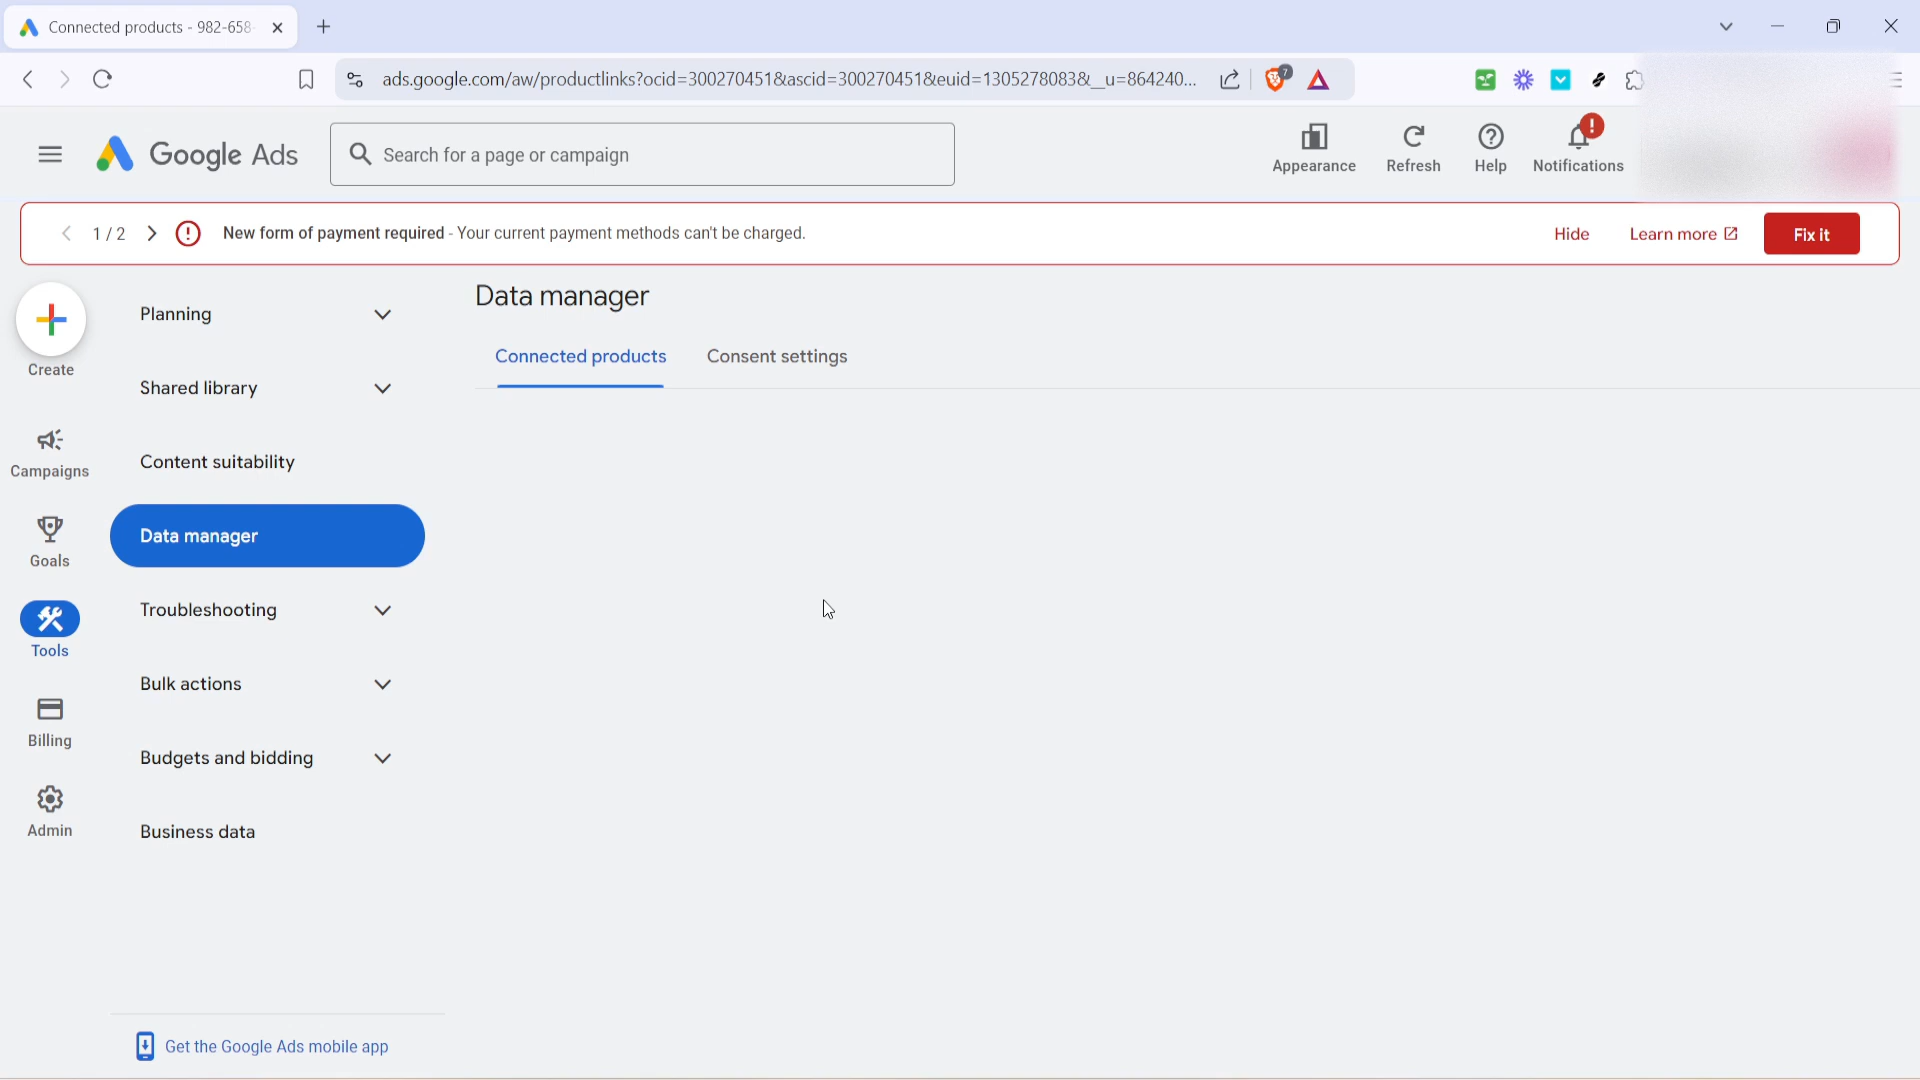 Connected products - 982-658-
7
ads.google.com/aw/productlinks?ocid=300270451&ascid=300270451&euid=1305278083&__u=864240...
Google Ads
Search for a page or campaign
Appearance
Refresh
Help
!
Notifications
1 / 2
New form of payment required - Your current payment methods can't be charged.
Hide
Learn more
Fix it
Create
Campaigns
Goals
Tools
Billing
Admin
Planning
Shared library
Content suitability
Data manager
Troubleshooting
Bulk actions
Budgets and bidding
Business data
Get the Google Ads mobile app
Data manager
Connected products
Consent settings